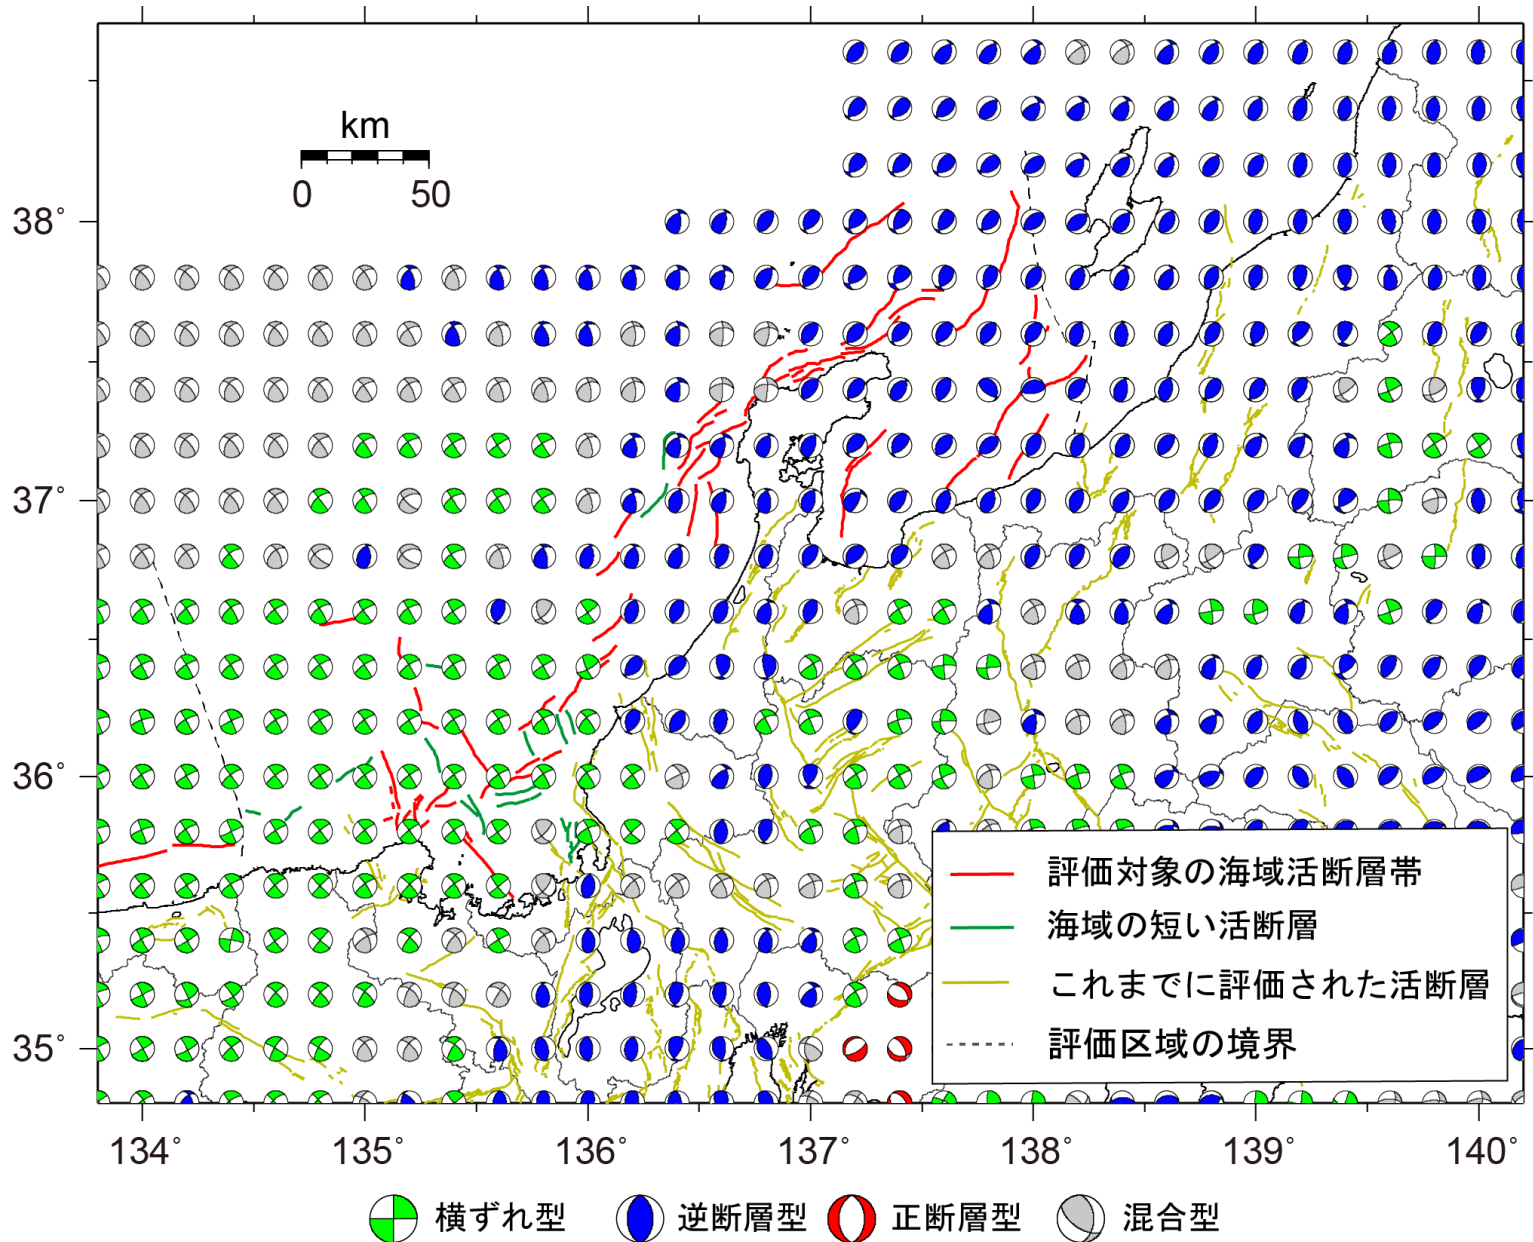 km
0 50
38°
37°
36°
35°
評価対象の海域活断層帯
海域の短い活断層
これまでに評価された活断層
評価区域の境界
134° 135° 136° 137° 138° 139° 140°
横ずれ型 逆断層型 正断層型 混合型